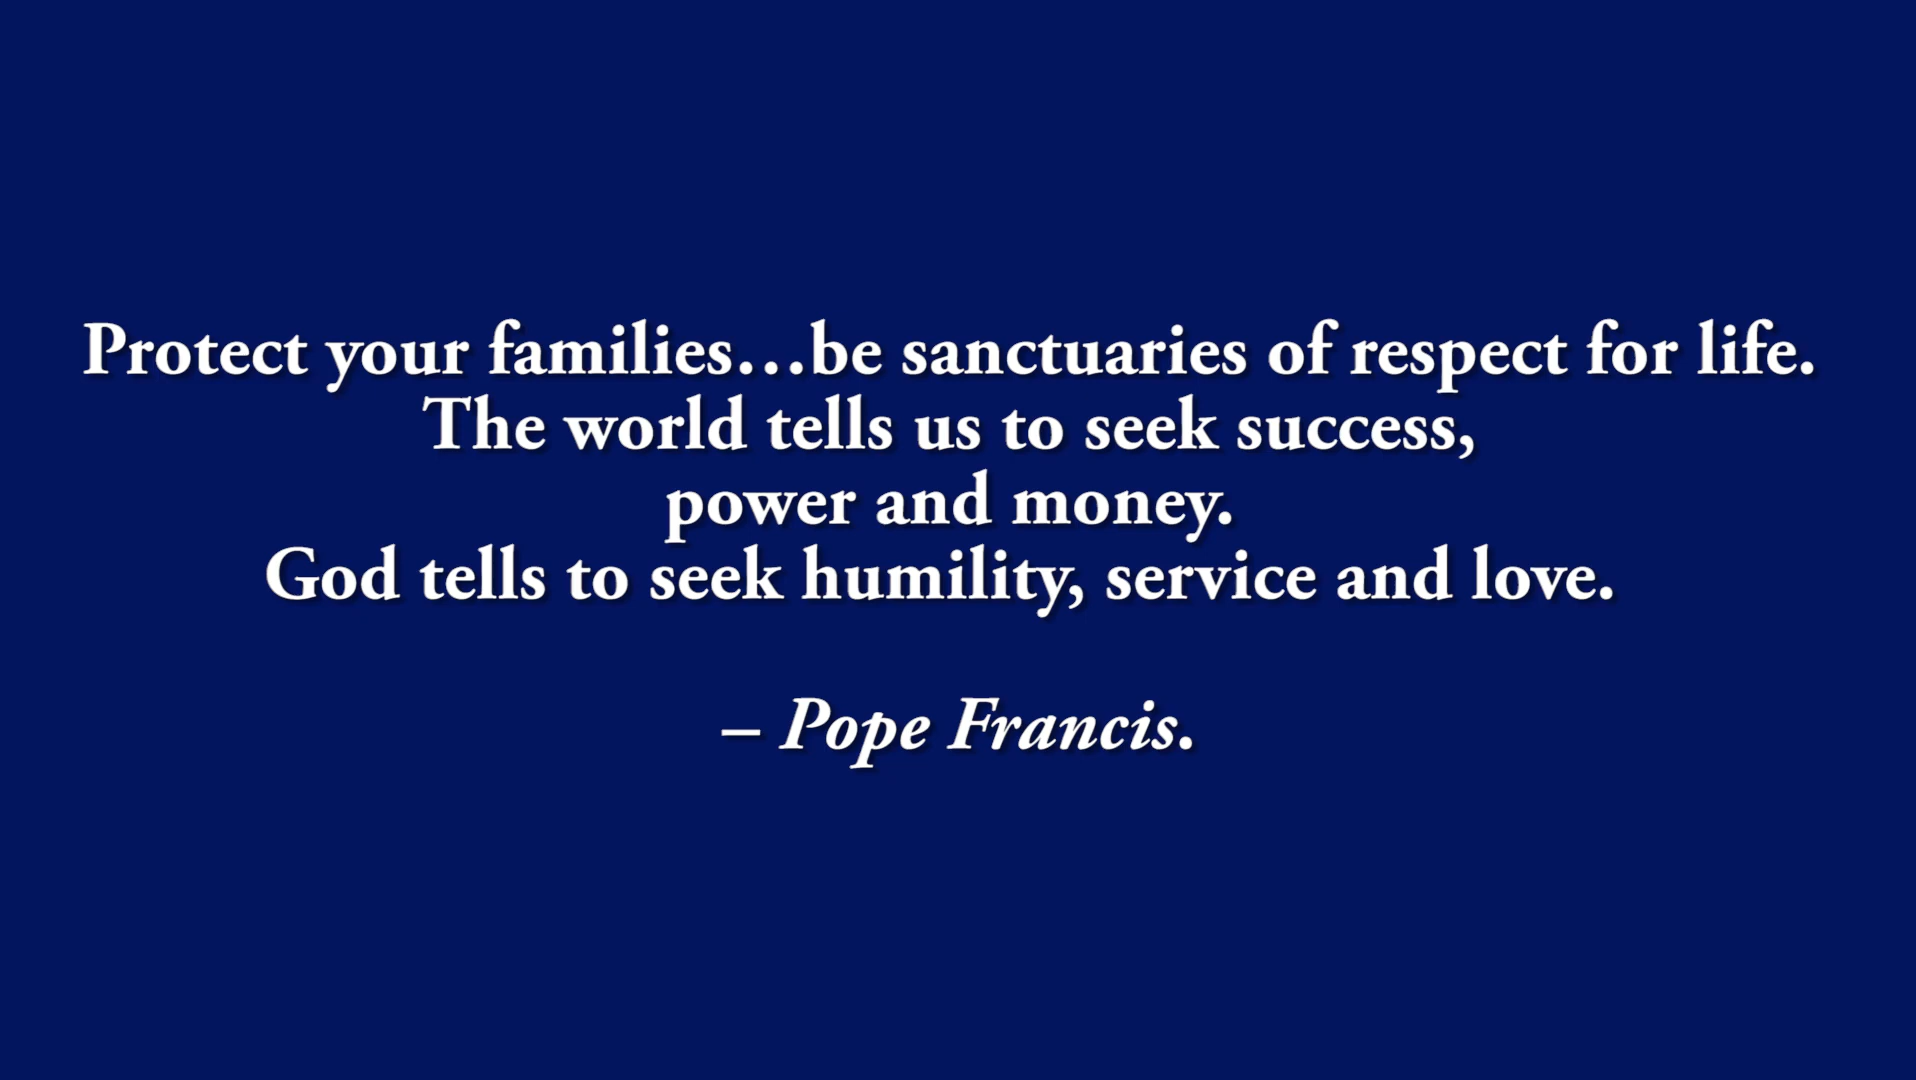 Protect your families…be sanctuaries of respect for life.
The world tells us to seek success,
power and money.
God tells to seek humility, service and love.
– Pope Francis.